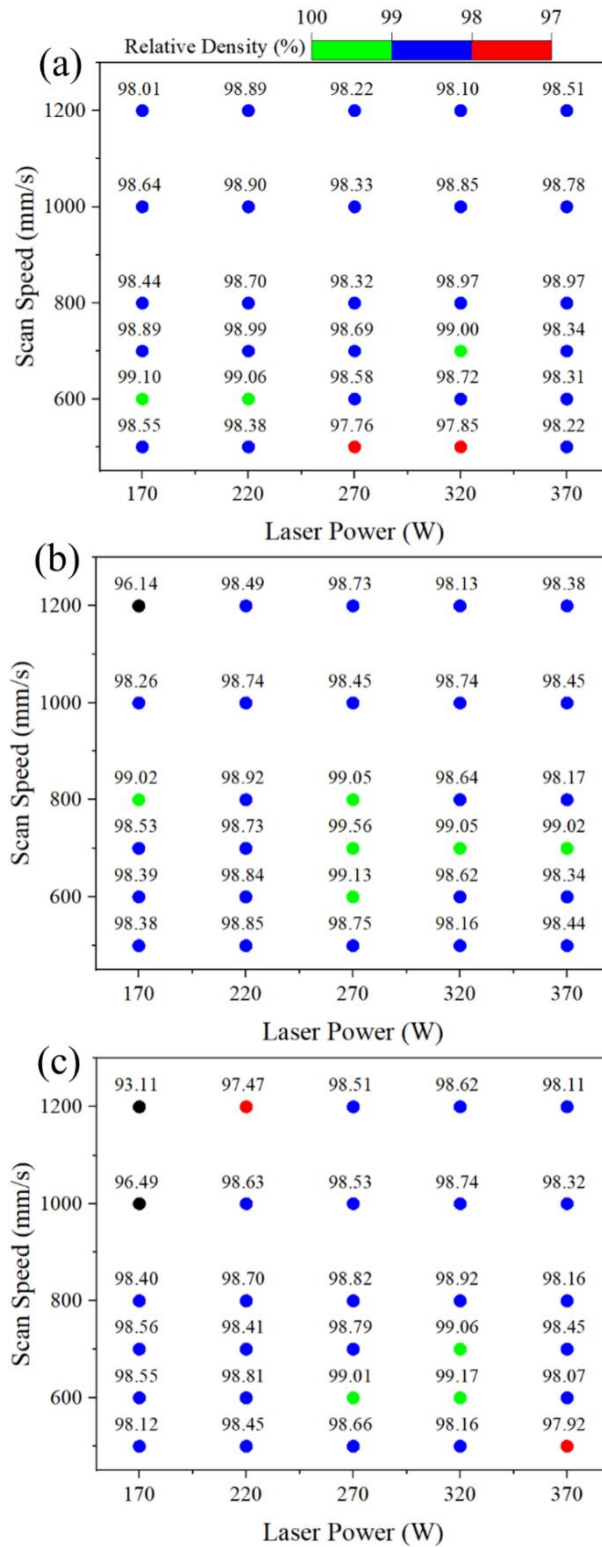 100 99 98 97
Relative Density (%)
(a)
98.01 98.89 98.22 98.10 98.51
1200
98.64 98.90 98.33 98.85 98.78
1000
98.44 98.70 98.32 98.97 98.97
800
98.89 98.99 98.69 99.00 98.34
99.10 99.06 98.58 98.72 98.31
600
98.55 98.38 97.76 97.85 98.22
Scan Speed (mm/s)
170 220 270 320 370
Laser Power (W)
(b)
96.14 98.49 98.73 98.13 98.38
1200
98.26 98.74 98.45 98.74 98.45
1000
99.02 98.92 99.05 98.64 98.17
800
98.53 98.73 99.56 99.05 99.02
98.39 98.84 99.13 98.62 98.34
600
98.38 98.85 98.75 98.16 98.44
Scan Speed (mm/s)
170 220 270 320 370
Laser Power (W)
(c)
93.11 97.47 98.51 98.62 98.11
1200
96.49 98.63 98.53 98.74 98.32
1000
98.40 98.70 98.82 98.92 98.16
800
98.56 98.41 98.79 99.06 98.45
98.55 98.81 99.01 99.17 98.07
600
98.12 98.45 98.66 98.16 97.92
Scan Speed (mm/s)
170 220 270 320 370
Laser Power (W)